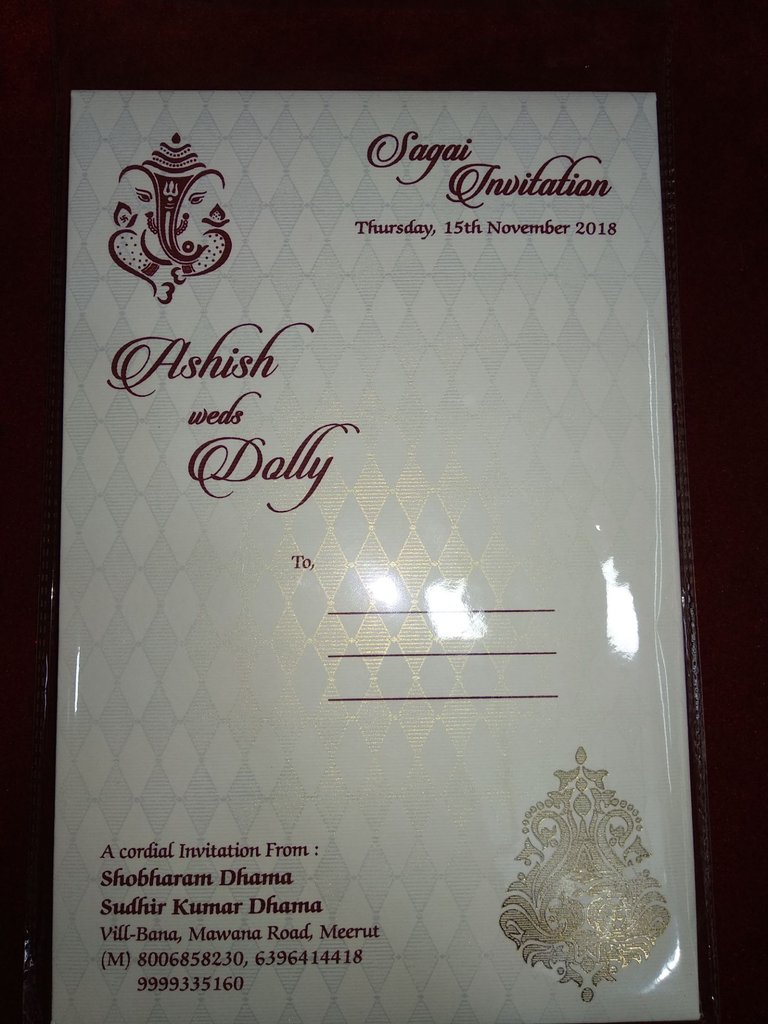 Sagai
Invitation
Thursday, 15th November 2018
Ashish
weds
Dolly
To,
A cordial Invitation From :
Shobharam Dhama
Sudhir Kumar Dhama
Vill-Bana, Mawana Road, Meerut
(M) 8006858230, 6396414418
9999335160